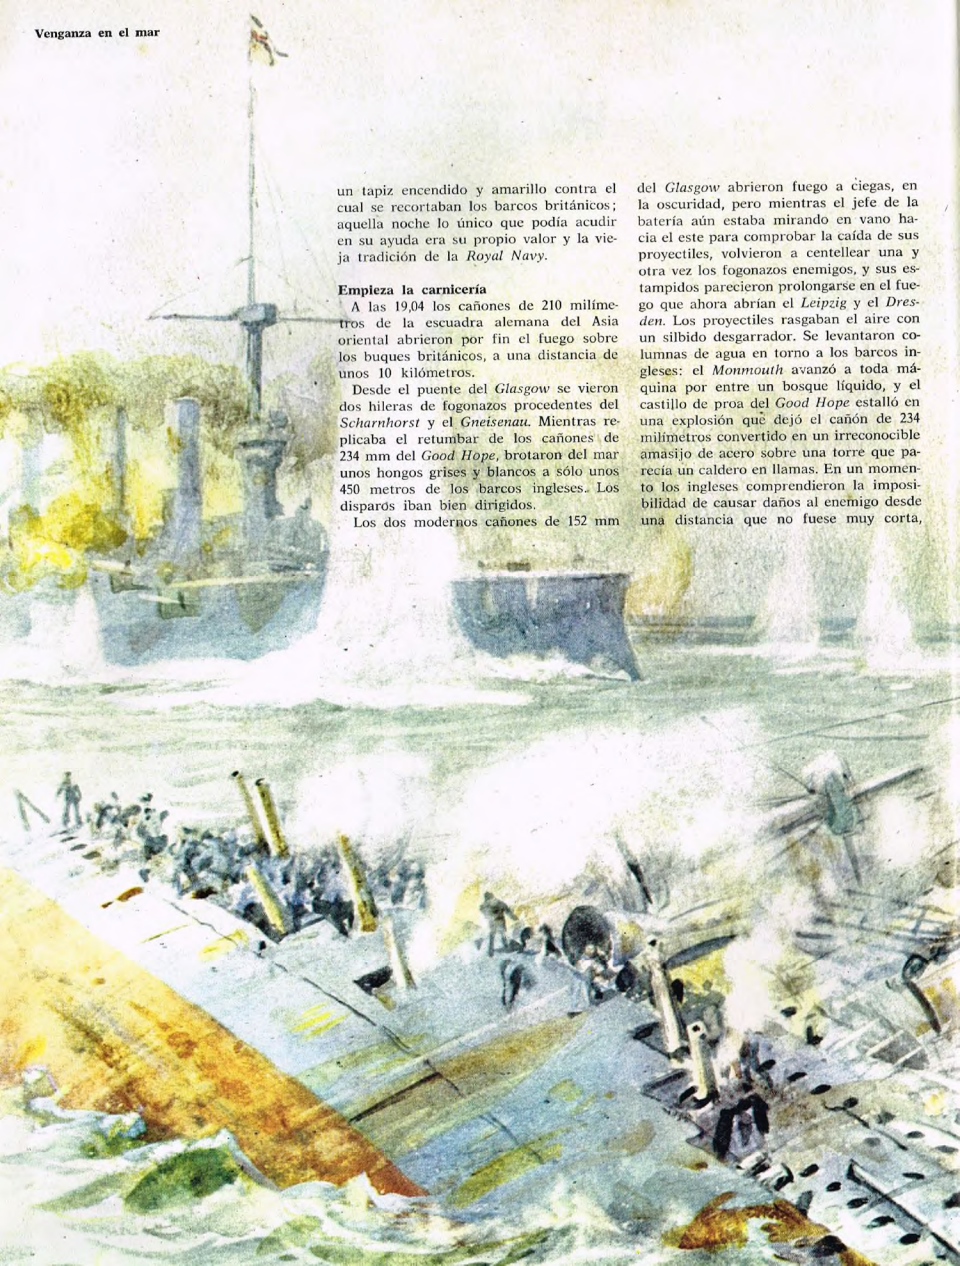 Venganza en el mar
un tapiz encendido y amarillo contra el
cual se recortaban los barcos británicos;
aquella noche lo único que podía acudir
en su ayuda era su propio valor y la vie-
ja tradición de la Royal Navy.
Empieza la carnicería
A las 19,04 los cañones de 210 milíme-
tros de la escuadra alemana del Asia
oriental abrieron por fin el fuego sobre
los buques británicos, a una distancia de
unos 10 kilómetros.
Desde el puente del Glasgow se vieron
dos hileras de fogonazos procedentes del
Scharnhorst y el Gneisenau. Mientras re-
plicaba el retumbar de los cañones de
234 mm del Good Hope, brotaron del mar
unos hongos grises y blancos a sólo unos
450 metros de los barcos ingleses. Los
disparos iban bien dirigidos.
Los dos modernos cañones de 152 mm
del Glasgow abrieron fuego a ciegas, en
la oscuridad, pero mientras el jefe de la
batería aún estaba mirando en vano ha-
cia el este para comprobar la caída de sus
proyectiles, volvieron a centellear una y
otra vez los fogonazos enemigos, y sus es-
tampidos parecieron prolongarse en el fue-
go que ahora abrían el Leipzig y el Dres-
den. Los proyectiles rasgaban el aire con
un silbido desgarrador. Se levantaron co-
lumnas de agua en torno a los barcos in-
gleses: el Monmouth avanzó a toda má-
quina por entre un bosque líquido, y el
castillo de proa del Good Hope estalló en
una explosión que dejó el cañón de 234
milímetros convertido en un irreconocible
amasijo de acero sobre una torre que pa-
recía un caldero en llamas. En un momen-
to los ingleses comprendieron la imposi-
bilidad de causar daños al enemigo desde
una distancia que no fuese muy corta,